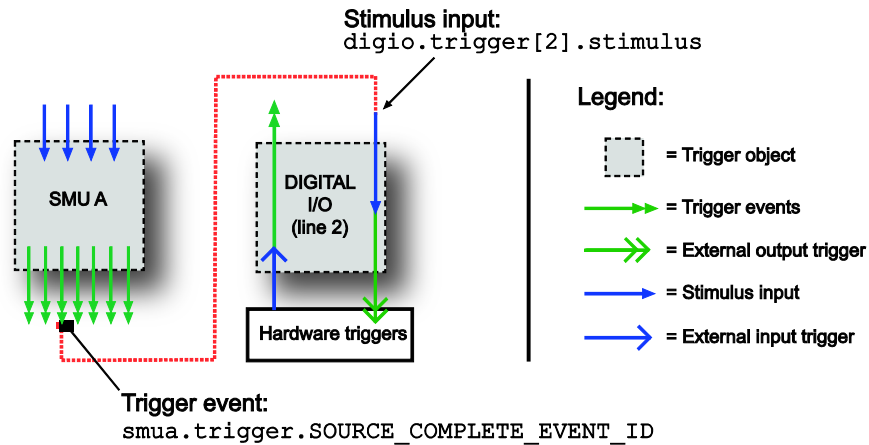 Stimulus input:
digio.trigger[2].stimulus
SMU A
DIGITAL
I/O
(line 2)
Hardware triggers
Trigger event:
smua.trigger.SOURCE_COMPLETE_EVENT_ID
Legend:
= Trigger object
= Trigger events
= External output trigger
= Stimulus input
= External input trigger